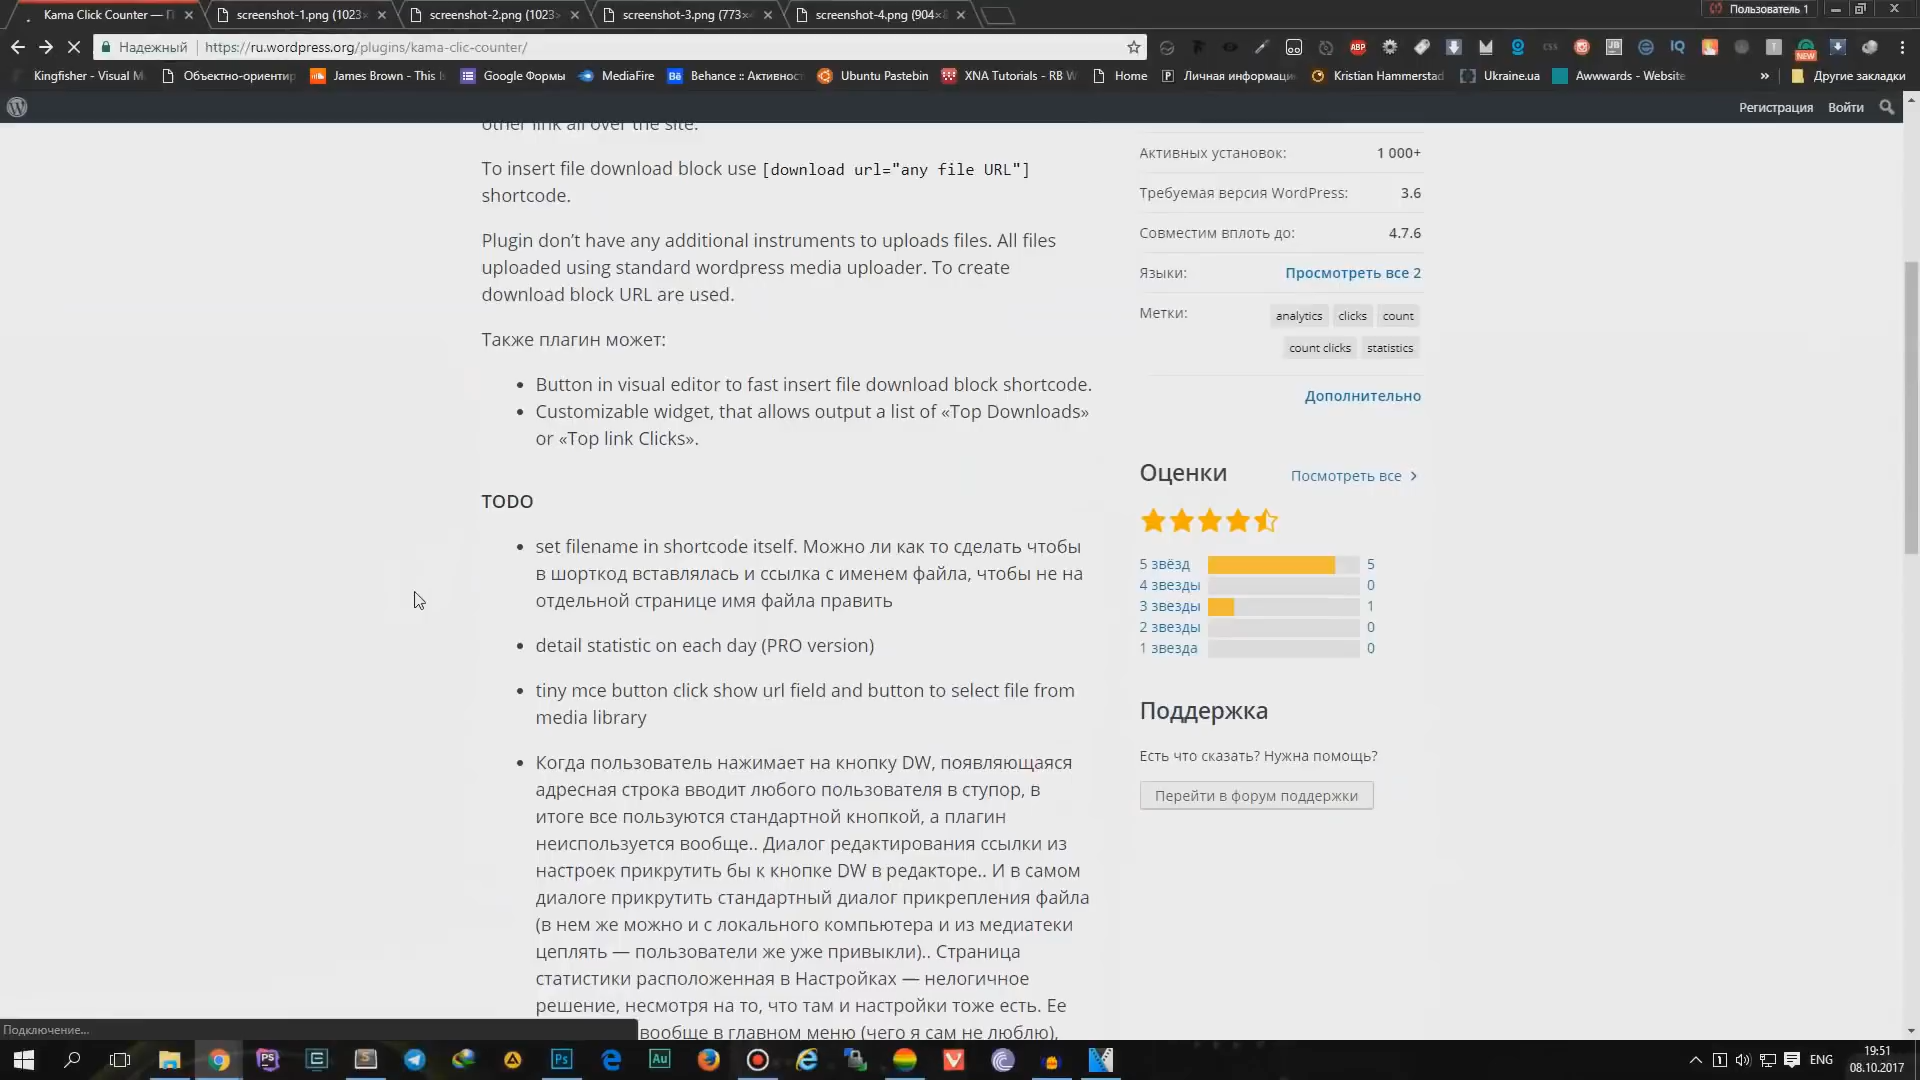 Kama Click Counter — П
screenshot-1.png (1023×
screenshot-2.png (1023×
screenshot-3.png (773×
screenshot-4.png (904×
Пользователь 1
Надежный
https://ru.wordpress.org/plugins/kama-clic-counter/
Kingfisher - Visual M
Объектно-ориентир
James Brown - This I
Google Формы
MediaFire
Behance :: Активнос
Ubuntu Pastebin
XNA Tutorials - RB W
Home
Личная информаци
Kristian Hammerstad
Ukraine.ua
Awwwards - Website
»
Другие закладки
Регистрация
Войти
other link all over the site.
To insert file download block use [download url="any file URL"]
shortcode.
Plugin don’t have any additional instruments to uploads files. All files
uploaded using standard wordpress media uploader. To create
download block URL are used.
Также плагин может:
• Button in visual editor to fast insert file download block shortcode.
• Customizable widget, that allows output a list of «Top Downloads»
or «Top link Clicks».
TODO
• set filename in shortcode itself. Можно ли как то сделать чтобы
в шорткод вставлялась и ссылка с именем файла, чтобы не на
отдельной странице имя файла править
• detail statistic on each day (PRO version)
• tiny mce button click show url field and button to select file from
media library
• Когда пользователь нажимает на кнопку DW, появляющаяся
адресная строка вводит любого пользователя в ступор, в
итоге все пользуются стандартной кнопкой, а плагин
неиспользуется вообще.. Диалог редактирования ссылки из
настроек прикрутить бы к кнопке DW в редакторе.. И в самом
диалоге прикрутить стандартный диалог прикрепления файла
(в нем же можно и с локального компьютера и из медиатеки
цеплять — пользователи же уже привыкли).. Страница
статистики расположенная в Настройках — нелогичное
решение, несмотря на то, что там и настройки тоже есть. Ее
вообще в главном меню (чего я сам не люблю),
Активных установок: 1 000+
Требуемая версия WordPress: 3.6
Совместим вплоть до: 4.7.6
Языки: Просмотреть все 2
Метки: analytics clicks count
count clicks statistics
Дополнительно
Оценки Посмотреть все
5 звёзд 5
4 звезды 0
3 звезды 1
2 звезды 0
1 звезда 0
Поддержка
Есть что сказать? Нужна помощь?
Перейти в форум поддержки
Подключение...
ENG
19:51
08.10.2017